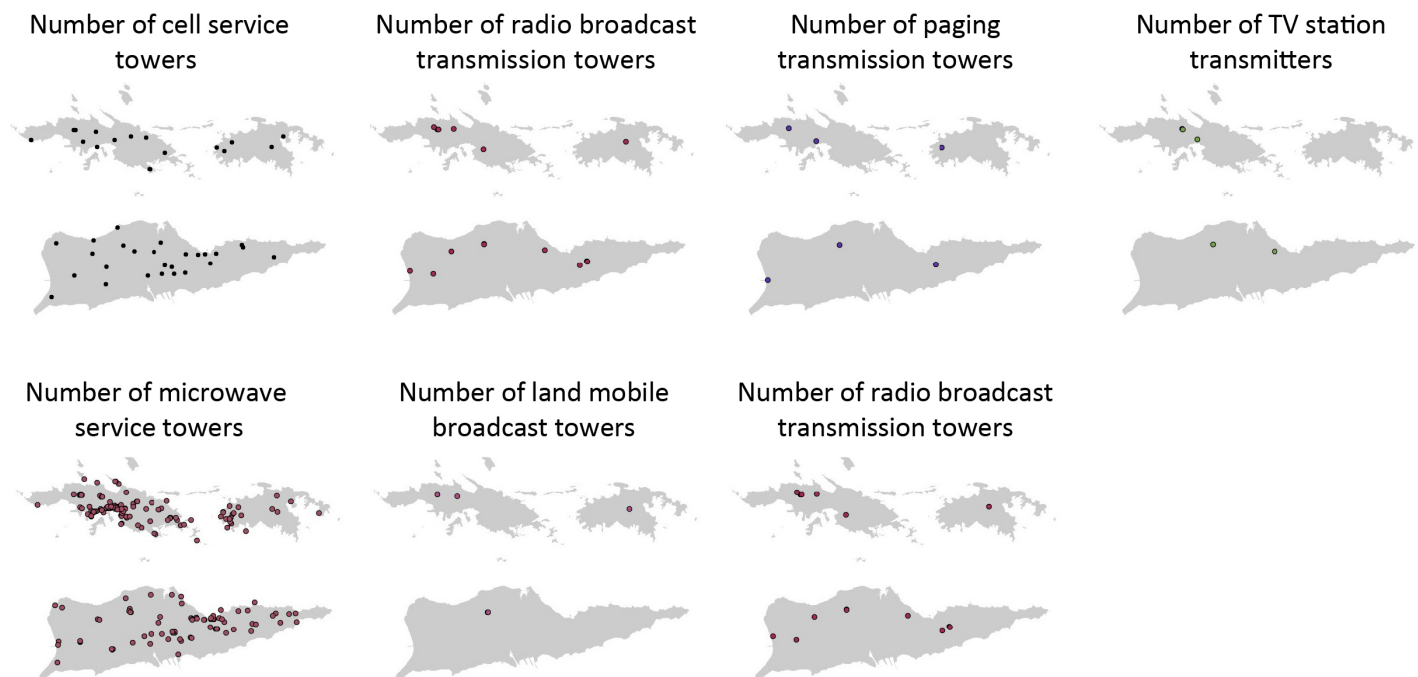 Number of cell service
towers
Number of radio broadcast
transmission towers
Number of paging
transmission towers
Number of TV station
transmitters
Number of microwave
service towers
Number of land mobile
broadcast towers
Number of radio broadcast
transmission towers